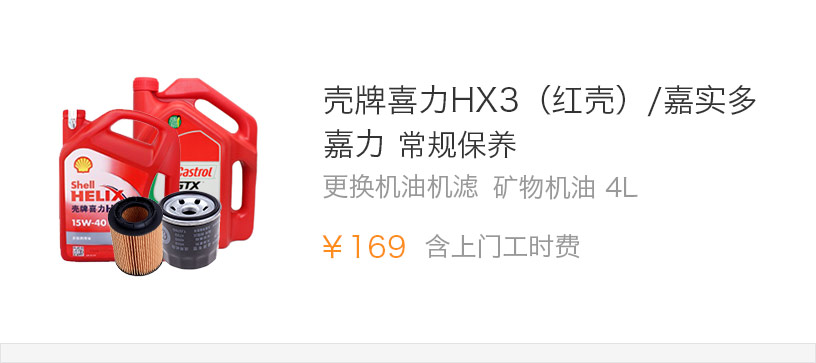 壳牌喜力HX3（红壳）/嘉实多
嘉力 常规保养
更换机油机滤 矿物机油 4L
¥169 含上门工时费
Shell
HELIX
壳牌喜力H
15W-40
Castrol
GTX